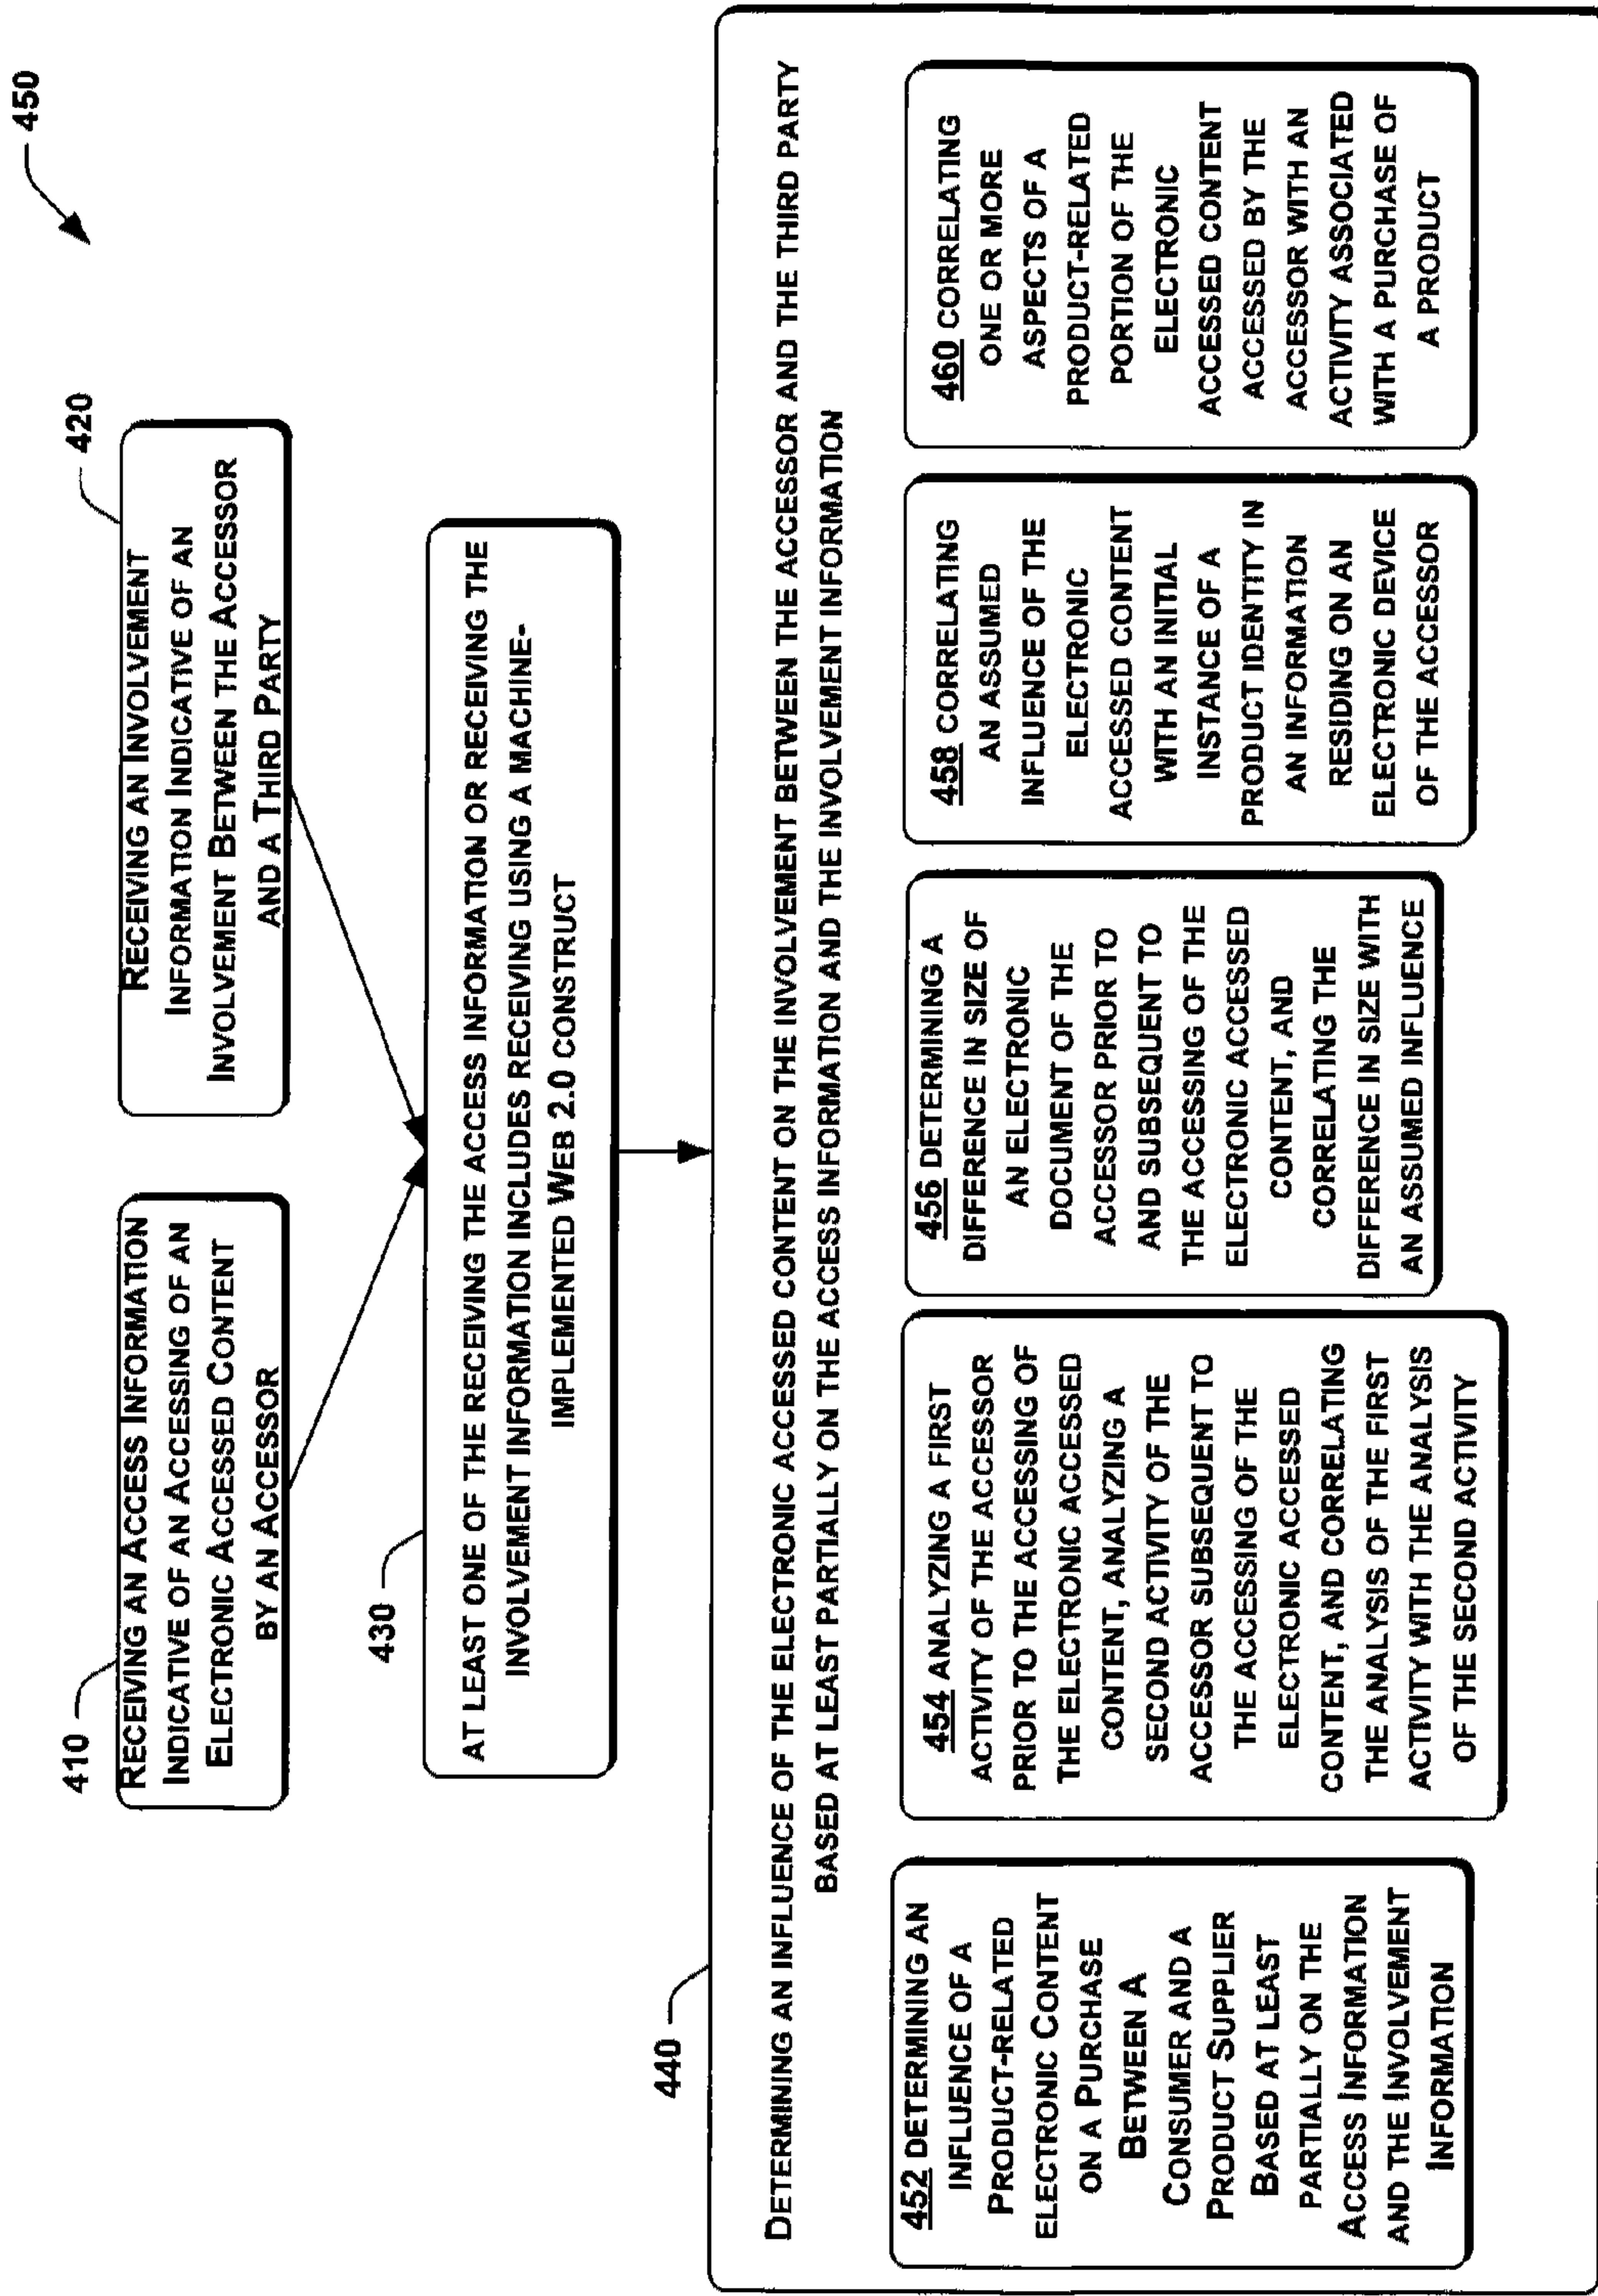 450
410
RECEIVING AN ACCESS INFORMATION
INDICATIVE OF AN ACCESSING OF AN
ELECTRONIC ACCESSED CONTENT
BY AN ACCESSOR
420
RECEIVING AN INVOLVEMENT
INFORMATION INDICATIVE OF AN
INVOLVEMENT BETWEEN THE ACCESSOR
AND A THIRD PARTY
430
AT LEAST ONE OF THE RECEIVING THE ACCESS INFORMATION OR RECEIVING THE
INVOLVEMENT INFORMATION INCLUDES RECEIVING USING A MACHINE-
IMPLEMENTED WEB 2.0 CONSTRUCT
440
DETERMINING AN INFLUENCE OF THE ELECTRONIC ACCESSED CONTENT ON THE INVOLVEMENT BETWEEN THE ACCESSOR AND THE THIRD PARTY
BASED AT LEAST PARTIALLY ON THE ACCESS INFORMATION AND THE INVOLVEMENT INFORMATION
452 DETERMINING AN
INFLUENCE OF A
PRODUCT-RELATED
ELECTRONIC CONTENT
ON A PURCHASE
BETWEEN A
CONSUMER AND A
PRODUCT SUPPLIER
BASED AT LEAST
PARTIALLY ON THE
ACCESS INFORMATION
AND THE INVOLVEMENT
INFORMATION
454 ANALYZING A FIRST
ACTIVITY OF THE ACCESSOR
PRIOR TO THE ACCESSING OF
THE ELECTRONIC ACCESSED
CONTENT, ANALYZING A
SECOND ACTIVITY OF THE
ACCESSOR SUBSEQUENT TO
THE ACCESSING OF THE
ELECTRONIC ACCESSED
CONTENT, AND CORRELATING
THE ANALYSIS OF THE FIRST
ACTIVITY WITH THE ANALYSIS
OF THE SECOND ACTIVITY
456 DETERMINING A
DIFFERENCE IN SIZE OF
AN ELECTRONIC
DOCUMENT OF THE
ACCESSOR PRIOR TO
AND SUBSEQUENT TO
THE ACCESSING OF THE
ELECTRONIC ACCESSED
CONTENT, AND
CORRELATING THE
DIFFERENCE IN SIZE WITH
AN ASSUMED INFLUENCE
458 CORRELATING
AN ASSUMED
INFLUENCE OF THE
ELECTRONIC
ACCESSED CONTENT
WITH AN INITIAL
INSTANCE OF A
PRODUCT IDENTITY IN
AN INFORMATION
RESIDING ON AN
ELECTRONIC DEVICE
OF THE ACCESSOR
460 CORRELATING
ONE OR MORE
ASPECTS OF A
PRODUCT-RELATED
PORTION OF THE
ELECTRONIC
ACCESSED CONTENT
ACCESSED BY THE
ACCESSOR WITH AN
ACTIVITY ASSOCIATED
WITH A PURCHASE OF
A PRODUCT